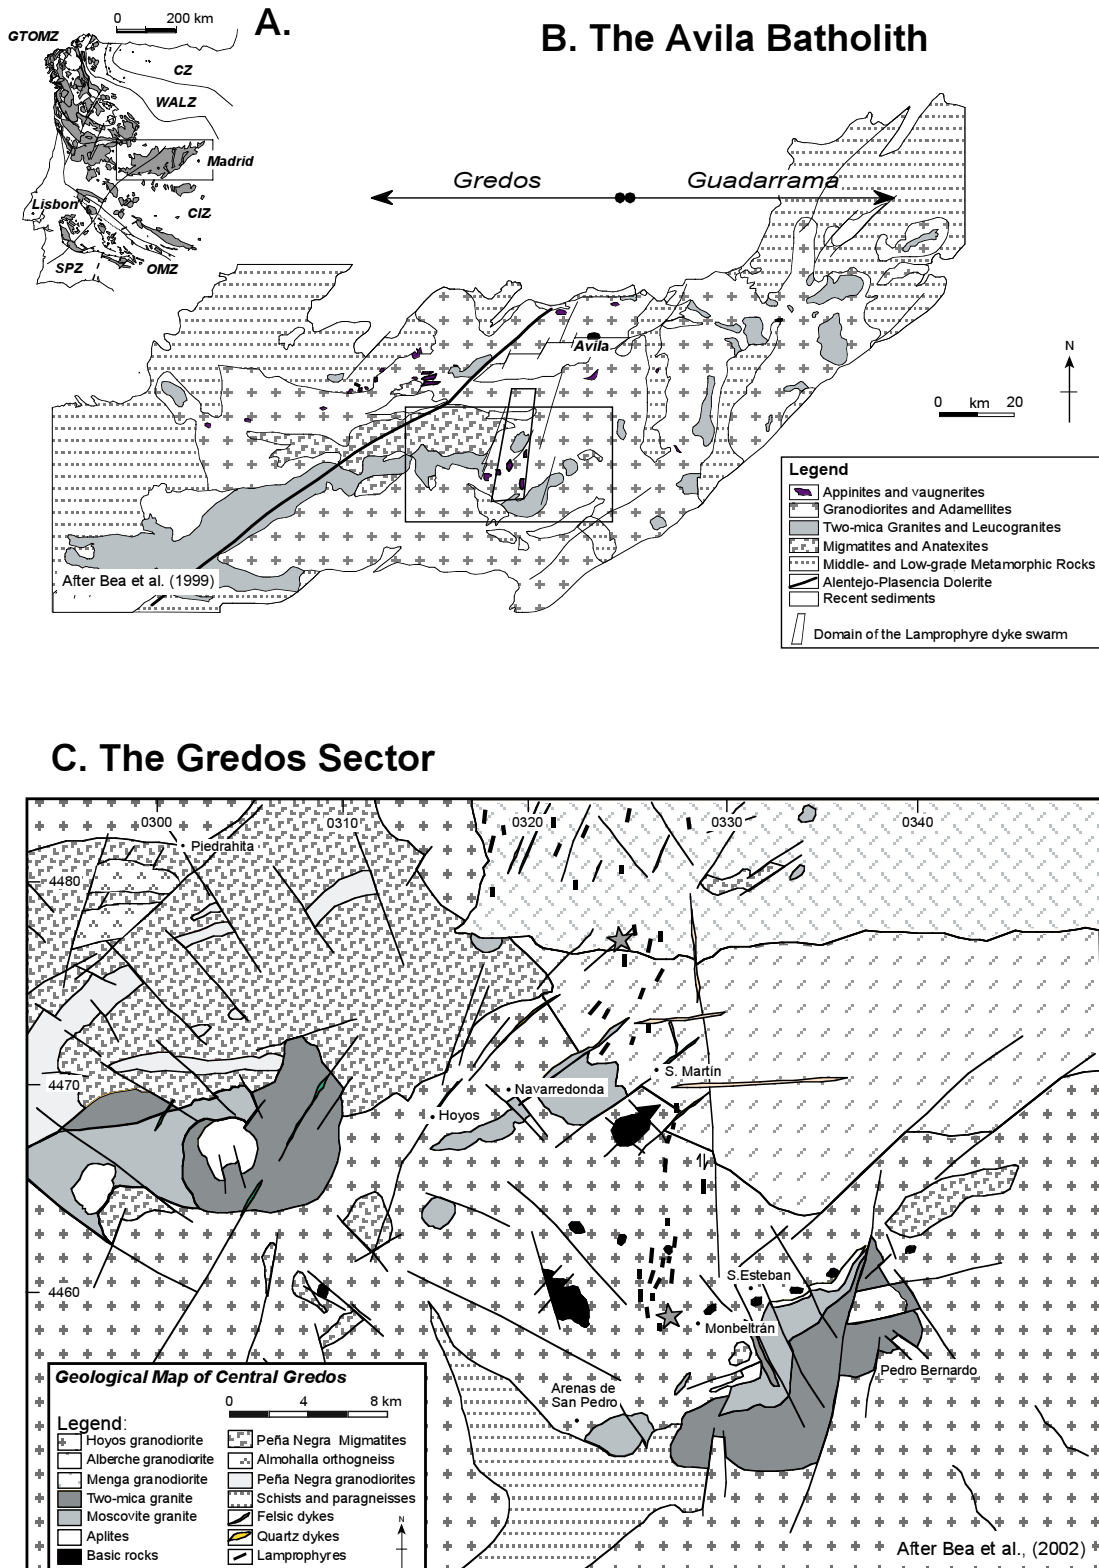 0 200 km
A.
GTOMZ
CZ
WALZ
Madrid
Lisbon
CIZ
SPZ
OMZ
B. The Avila Batholith
Gredos
Guadarrama
Avila
N
0 km 20
After Bea et al. (1999)
Legend
Appinites and vaugnerites
Granodiorites and Adamellites
Two-mica Granites and Leucogranites
Migmatites and Anatexites
Middle- and Low-grade Metamorphic Rocks
Alentejo-Plasencia Dolerite
Recent sediments
Domain of the Lamprophyre dyke swarm
C. The Gredos Sector
0300
0310
0320
0330
0340
Piedrahita
4480
4470
S. Martín
Navarredonda
Hoyos
4460
S.Esteban
Monbeltrán
Pedro Bernardo
Arenas de
San Pedro
Geological Map of Central Gredos
0 4 8 km
Legend:
Hoyos granodiorite
Alberche granodiorite
Menga granodiorite
Two-mica granite
Moscovite granite
Aplites
Basic rocks
Peña Negra Migmatites
Almohalla orthogneiss
Peña Negra granodiorites
Schists and paragneisses
Felsic dykes
Quartz dykes
Lamprophyres
N
After Bea et al., (2002)